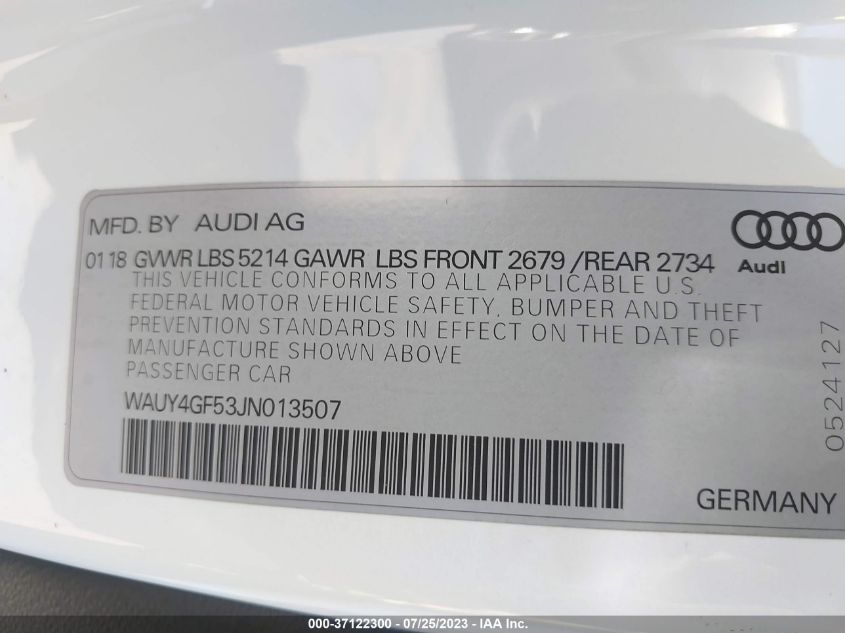 MFD. BY AUDI AG
0118 GVWR LBS 5214 GAWR LBS FRONT 2679 /REAR 2734
Audi
THIS VEHICLE CONFORMS TO ALL APPLICABLE U.S.
FEDERAL MOTOR VEHICLE SAFETY, BUMPER AND THEFT
PREVENTION STANDARDS IN EFFECT ON THE DATE OF
MANUFACTURE SHOWN ABOVE
PASSENGER CAR
WAUY4GF53JN013507
0524127
GERMANY
000-37122300 - 07/25/2023 - IAA Inc.